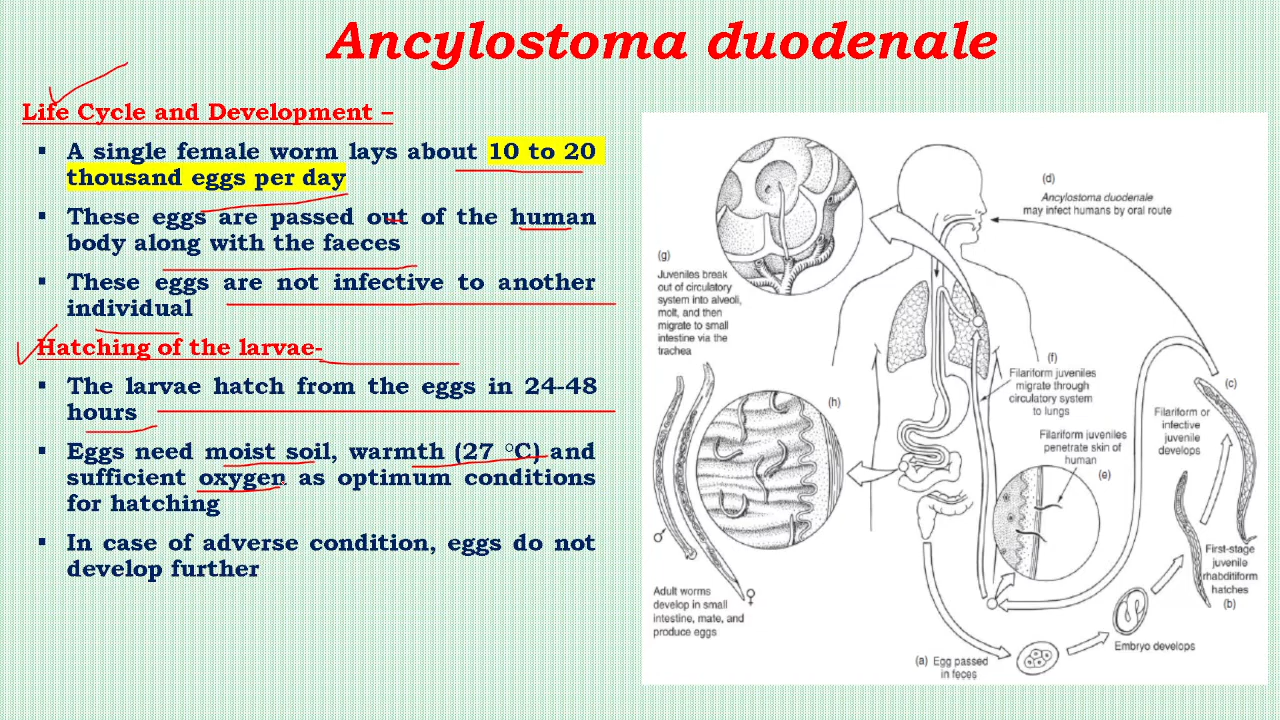 Ancylostoma duodenale
Life Cycle and Development –
▪ A single female worm lays about 10 to 20
thousand eggs per day
▪ These eggs are passed out of the human
body along with the faeces
▪ These eggs are not infective to another
individual
Hatching of the larvae-
▪ The larvae hatch from the eggs in 24-48
hours
▪ Eggs need moist soil, warmth (27 °C) and
sufficient oxygen as optimum conditions
for hatching
▪ In case of adverse condition, eggs do not
develop further
(d)
Ancylostoma duodenale
may infect humans by oral route
(g)
Juveniles break
out of circulatory
system into alveoli,
molt, and then
migrate to small
intestine via the
trachea
(f)
Filariform juveniles
migrate through
circulatory system
to lungs
(c)
Filariform or
infective
juvenile
develops
(h)
Filariform juveniles
penetrate skin of
human
(e)
First-stage
juvenile
rhabditiform
hatches
(b)
♂
♀
Adult worms
develop in small
intestine, mate, and
produce eggs
Embryo develops
(a) Egg passed
in feces